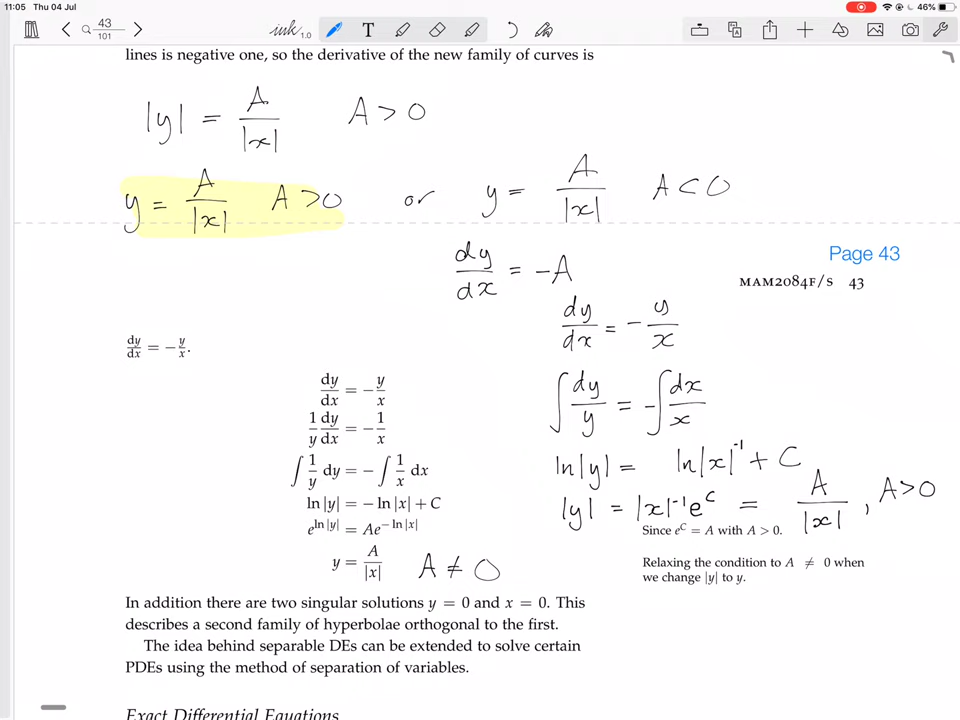 11:05 Thu 04 Jul 46%
43
101
ink 1.0 T
lines is negative one, so the derivative of the new family of curves is
|y| = A/|x| A > 0
y = A/|x| A > 0 or y = A/|x| A < 0
dy/dx = -A
Page 43
MAM2084F/S 43
dy/dx = -y/x
dy/dx = −y/x.
dy/dx = −y/x
∫ dy/y = -∫ dx/x
1/y dy/dx = −1/x
∫ 1/y dy = −∫ 1/x dx
ln|y| = ln|x|^-1 + C
ln |y| = − ln |x| + C
|y| = |x|^-1 e^C = A/|x| , A>0
e^ln|y| = Ae^−ln|x|
Since e^C = A with A > 0.
y = A/|x| A ≠ 0
Relaxing the condition to A ≠ 0 when
we change |y| to y.
In addition there are two singular solutions y = 0 and x = 0. This
describes a second family of hyperbolae orthogonal to the first.
The idea behind separable DEs can be extended to solve certain
PDEs using the method of separation of variables.
Exact Differential Equations